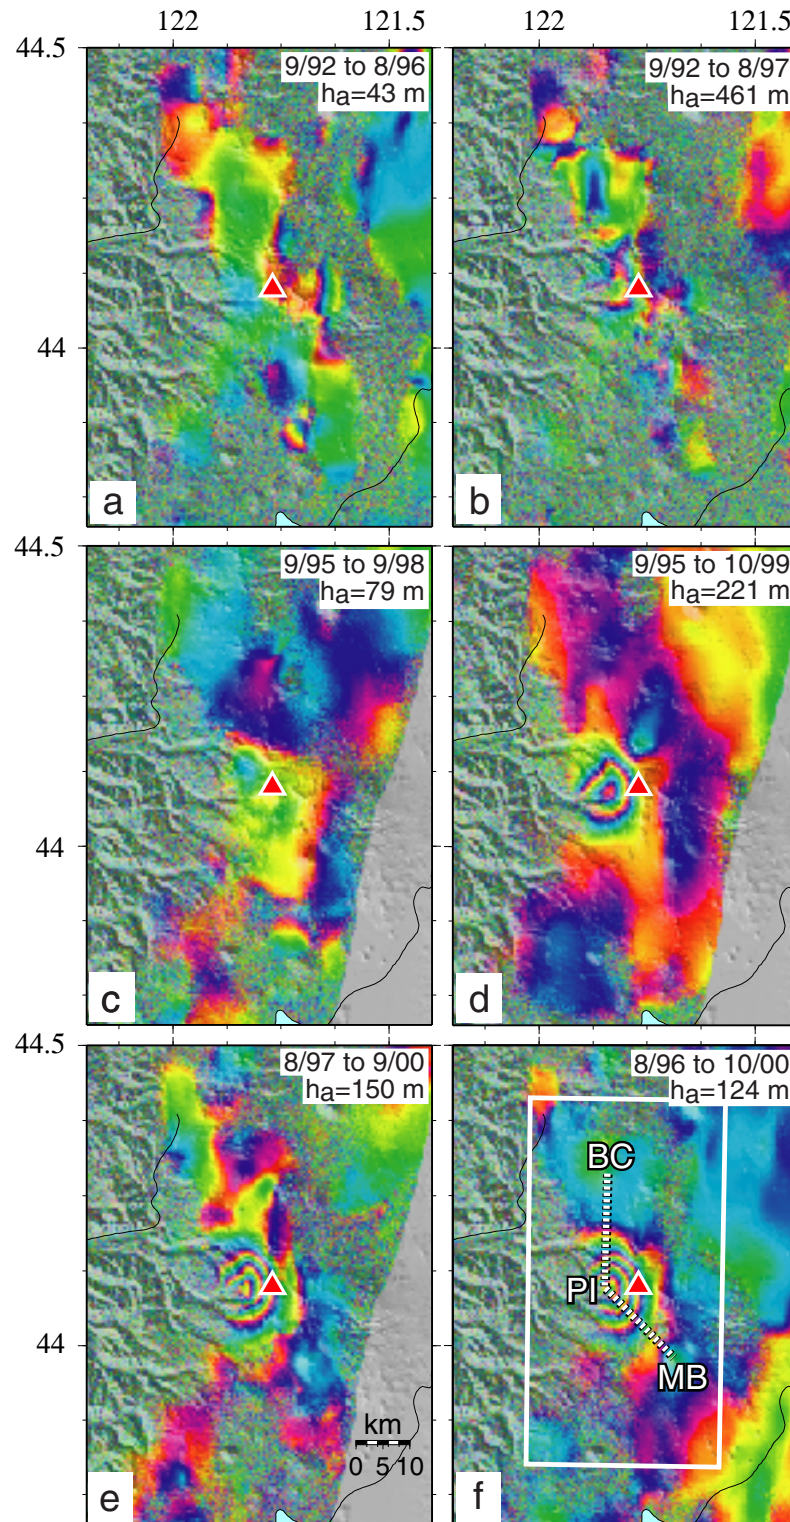 122 121.5 122 121.5
44.5
9/92 to 8/96
ha=43 m
9/92 to 8/97
ha=461 m
44
a
b
44.5
9/95 to 9/98
ha=79 m
9/95 to 10/99
ha=221 m
44
c
d
44.5
8/97 to 9/00
ha=150 m
8/96 to 10/00
ha=124 m
BC
PI
44
MB
km
0 5 10
e
f